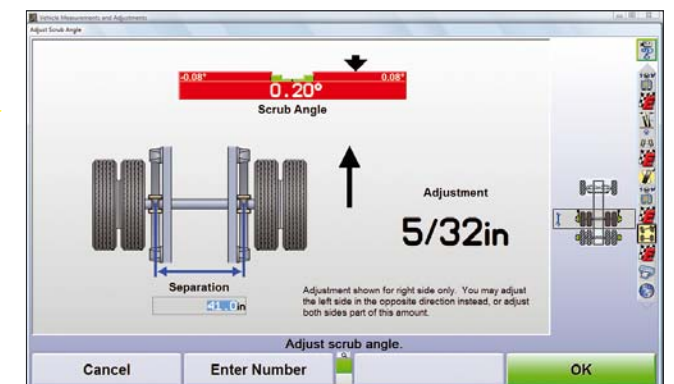 Vehicle Measurements and Adjustments
Adjust Scrub Angle
-0.08° 0.08°
0.20°
Scrub Angle
Adjustment
5/32in
Separation
41.0in
Adjustment shown for right side only. You may adjust
the left side in the opposite direction instead, or adjust
both sides part of this amount.
Adjust scrub angle.
Cancel
Enter Number
OK